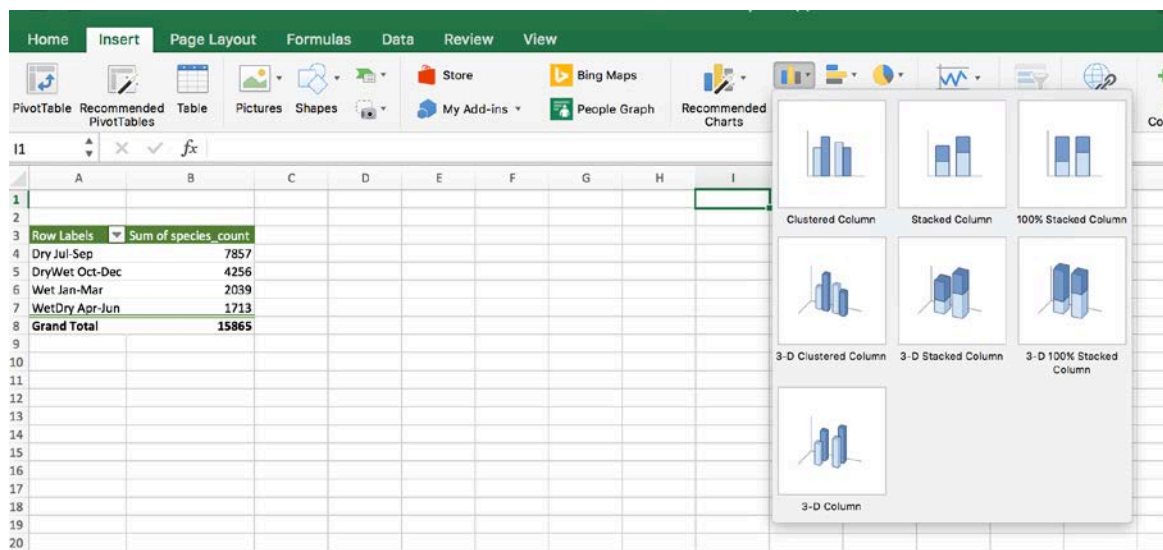 Home Insert Page Layout Formulas Data Review View
PivotTable Recommended PivotTables Table Pictures Shapes Store Bing Maps Recommended Charts
My Add-ins People Graph
Co
I1 fx
A B C D E F G H I
1
2
3 Row Labels Sum of species_count
4 Dry Jul-Sep 7857
5 DryWet Oct-Dec 4256
6 Wet Jan-Mar 2039
7 WetDry Apr-Jun 1713
8 Grand Total 15865
9
10
11
12
13
14
15
16
17
18
19
20
Clustered Column Stacked Column 100% Stacked Column
3-D Clustered Column 3-D Stacked Column 3-D 100% Stacked Column
3-D Column